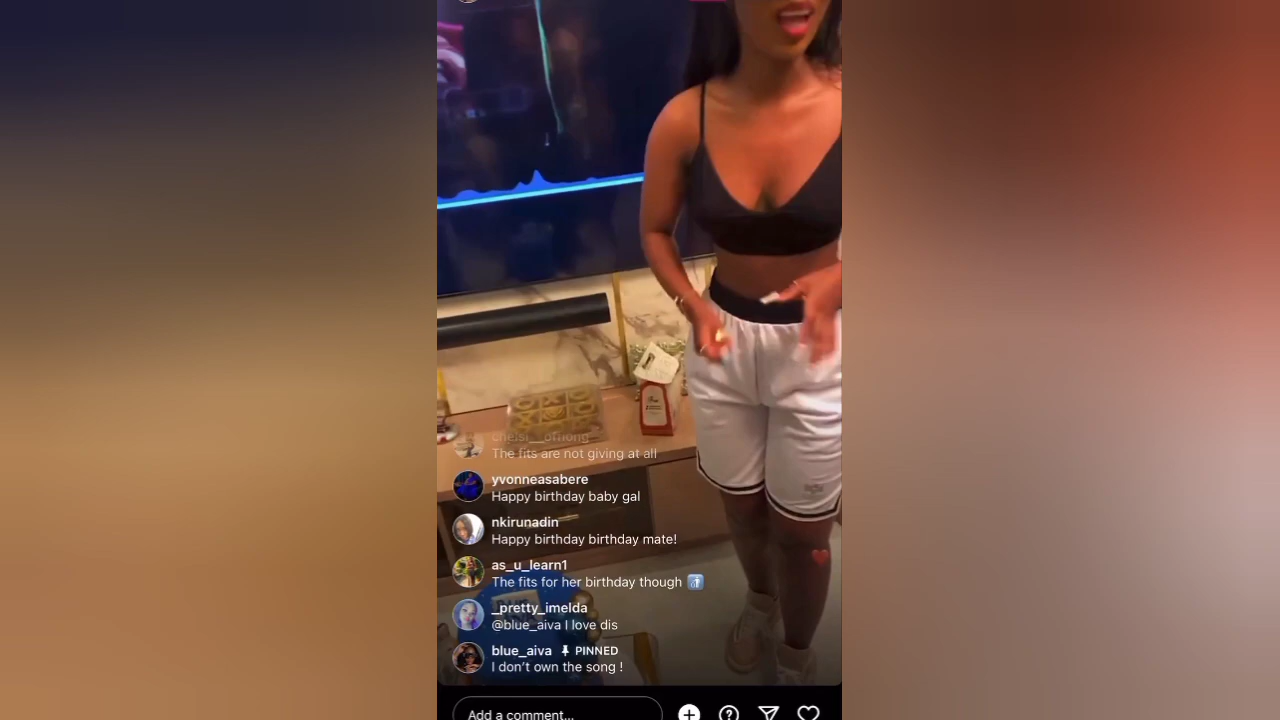 The fits are not giving at all
yvonneasabere
Happy birthday baby gal
nkirunadin
Happy birthday birthday mate!
as_u_learn1
The fits for her birthday though
_pretty_imelda
@blue_aiva I love dis
blue_aiva PINNED
I don't own the song !
Add a comment...